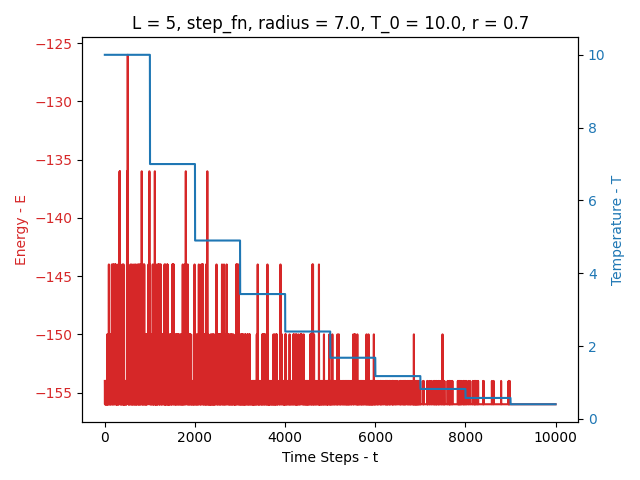 L = 5, step_fn, radius = 7.0, T_0 = 10.0, r = 0.7
Energy - E
−125
−130
−135
−140
−145
−150
−155
10
8
6
4
2
0
Temperature - T
0 2000 4000 6000 8000 10000
Time Steps - t